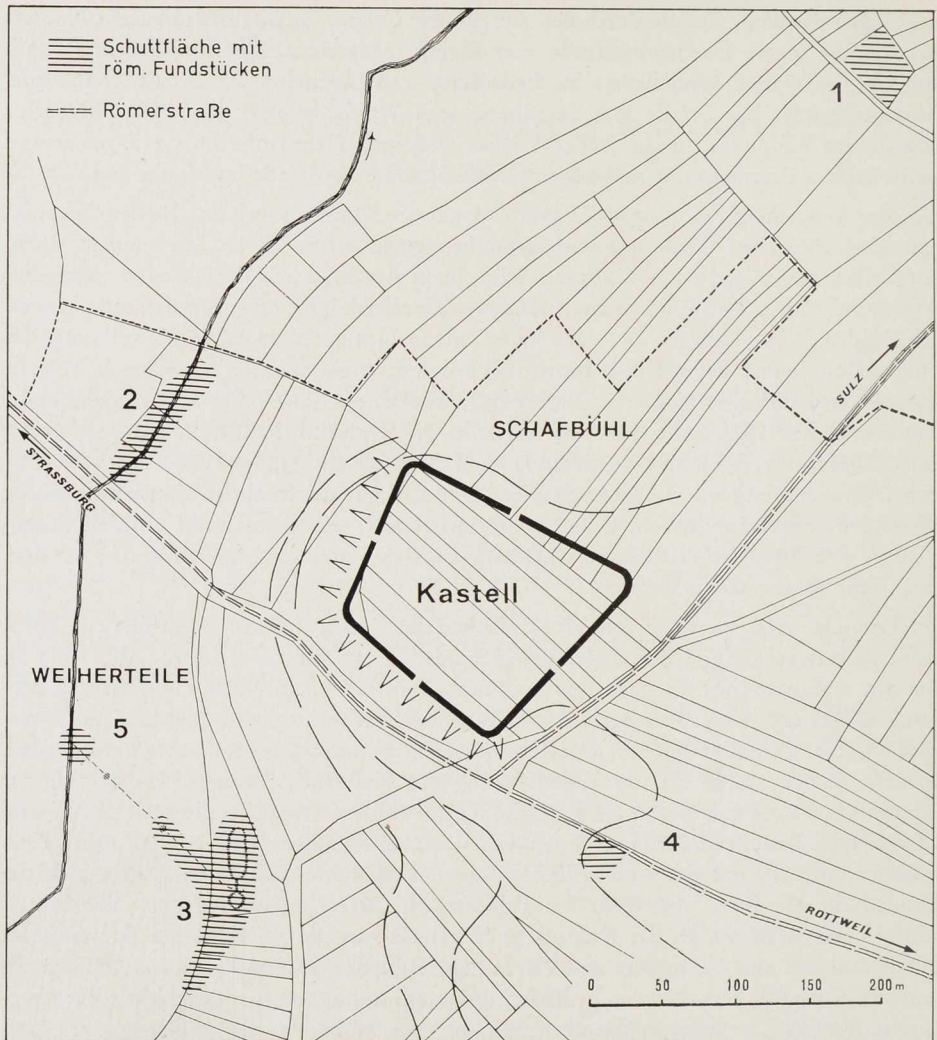 Schuttfläche mit
röm. Fundstücken
Römerstraße
1
2
SULZ
SCHAFBÜHL
STRASSBURG
Kastell
WEIHERTEILE
5
4
3
ROTTWEIL
0 50 100 150 200 m